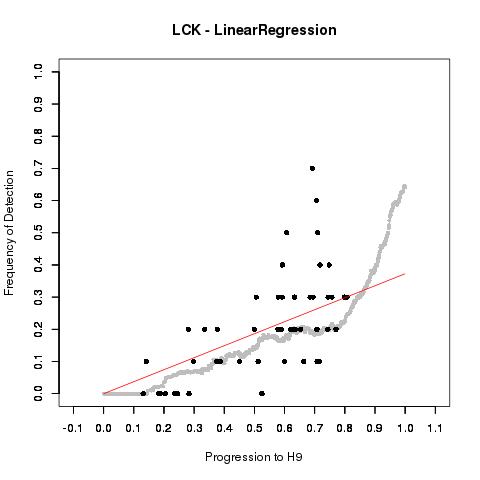 LCK - LinearRegression
Frequency of Detection
1.0
0.9
0.8
0.7
0.6
0.5
0.4
0.3
0.2
0.1
0.0
-0.1 0.0 0.1 0.2 0.3 0.4 0.5 0.6 0.7 0.8 0.9 1.0 1.1
Progression to H9